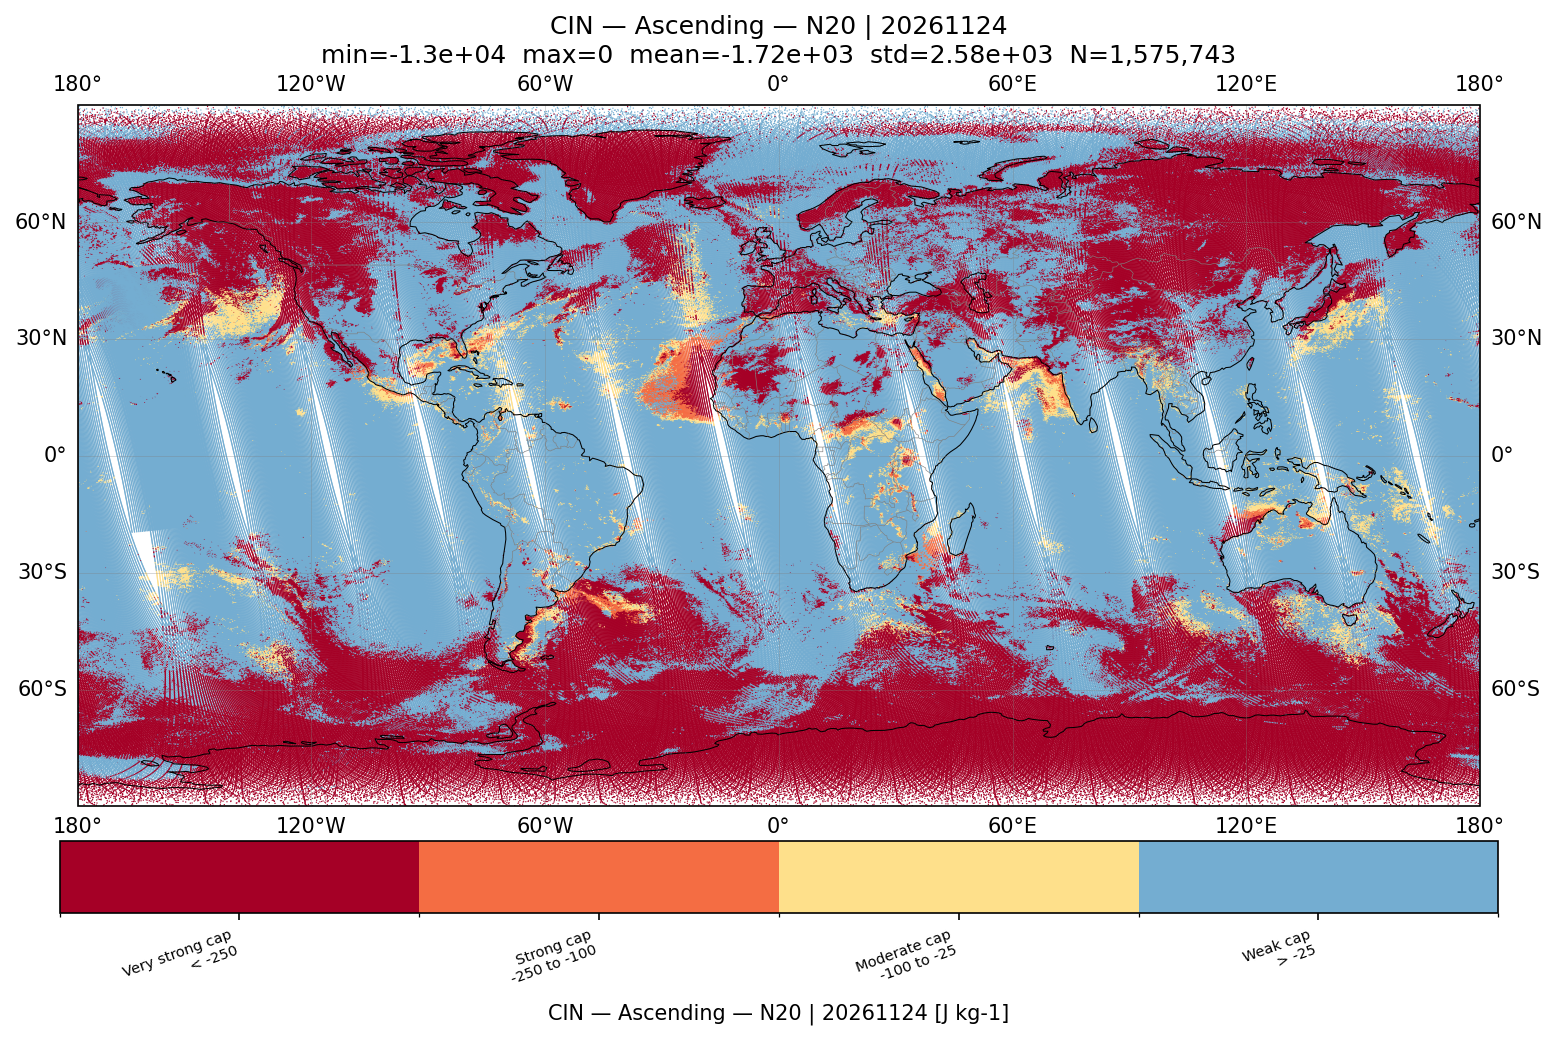 CIN — Ascending — N20 | 20261124
min=-1.3e+04  max=0  mean=-1.72e+03  std=2.58e+03  N=1,575,743
180° 120°W 60°W 0° 60°E 120°E 180°
60°N 60°N
30°N 30°N
0° 0°
30°S 30°S
60°S 60°S
180° 120°W 60°W 0° 60°E 120°E 180°
Very strong cap
< -250
Strong cap
-250 to -100
Moderate cap
-100 to -25
Weak cap
> -25
CIN — Ascending — N20 | 20261124 [J kg-1]